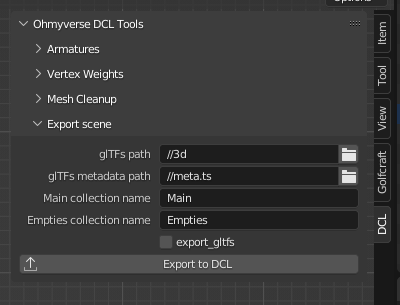 Options
Ohmyverse DCL Tools
Armatures
Vertex Weights
Mesh Cleanup
Export scene
glTFs path //3d
glTFs metadata path //meta.ts
Main collection name Main
Empties collection name Empties
export_gltfs
Export to DCL
Item
Tool
View
Golfcraft
DCL